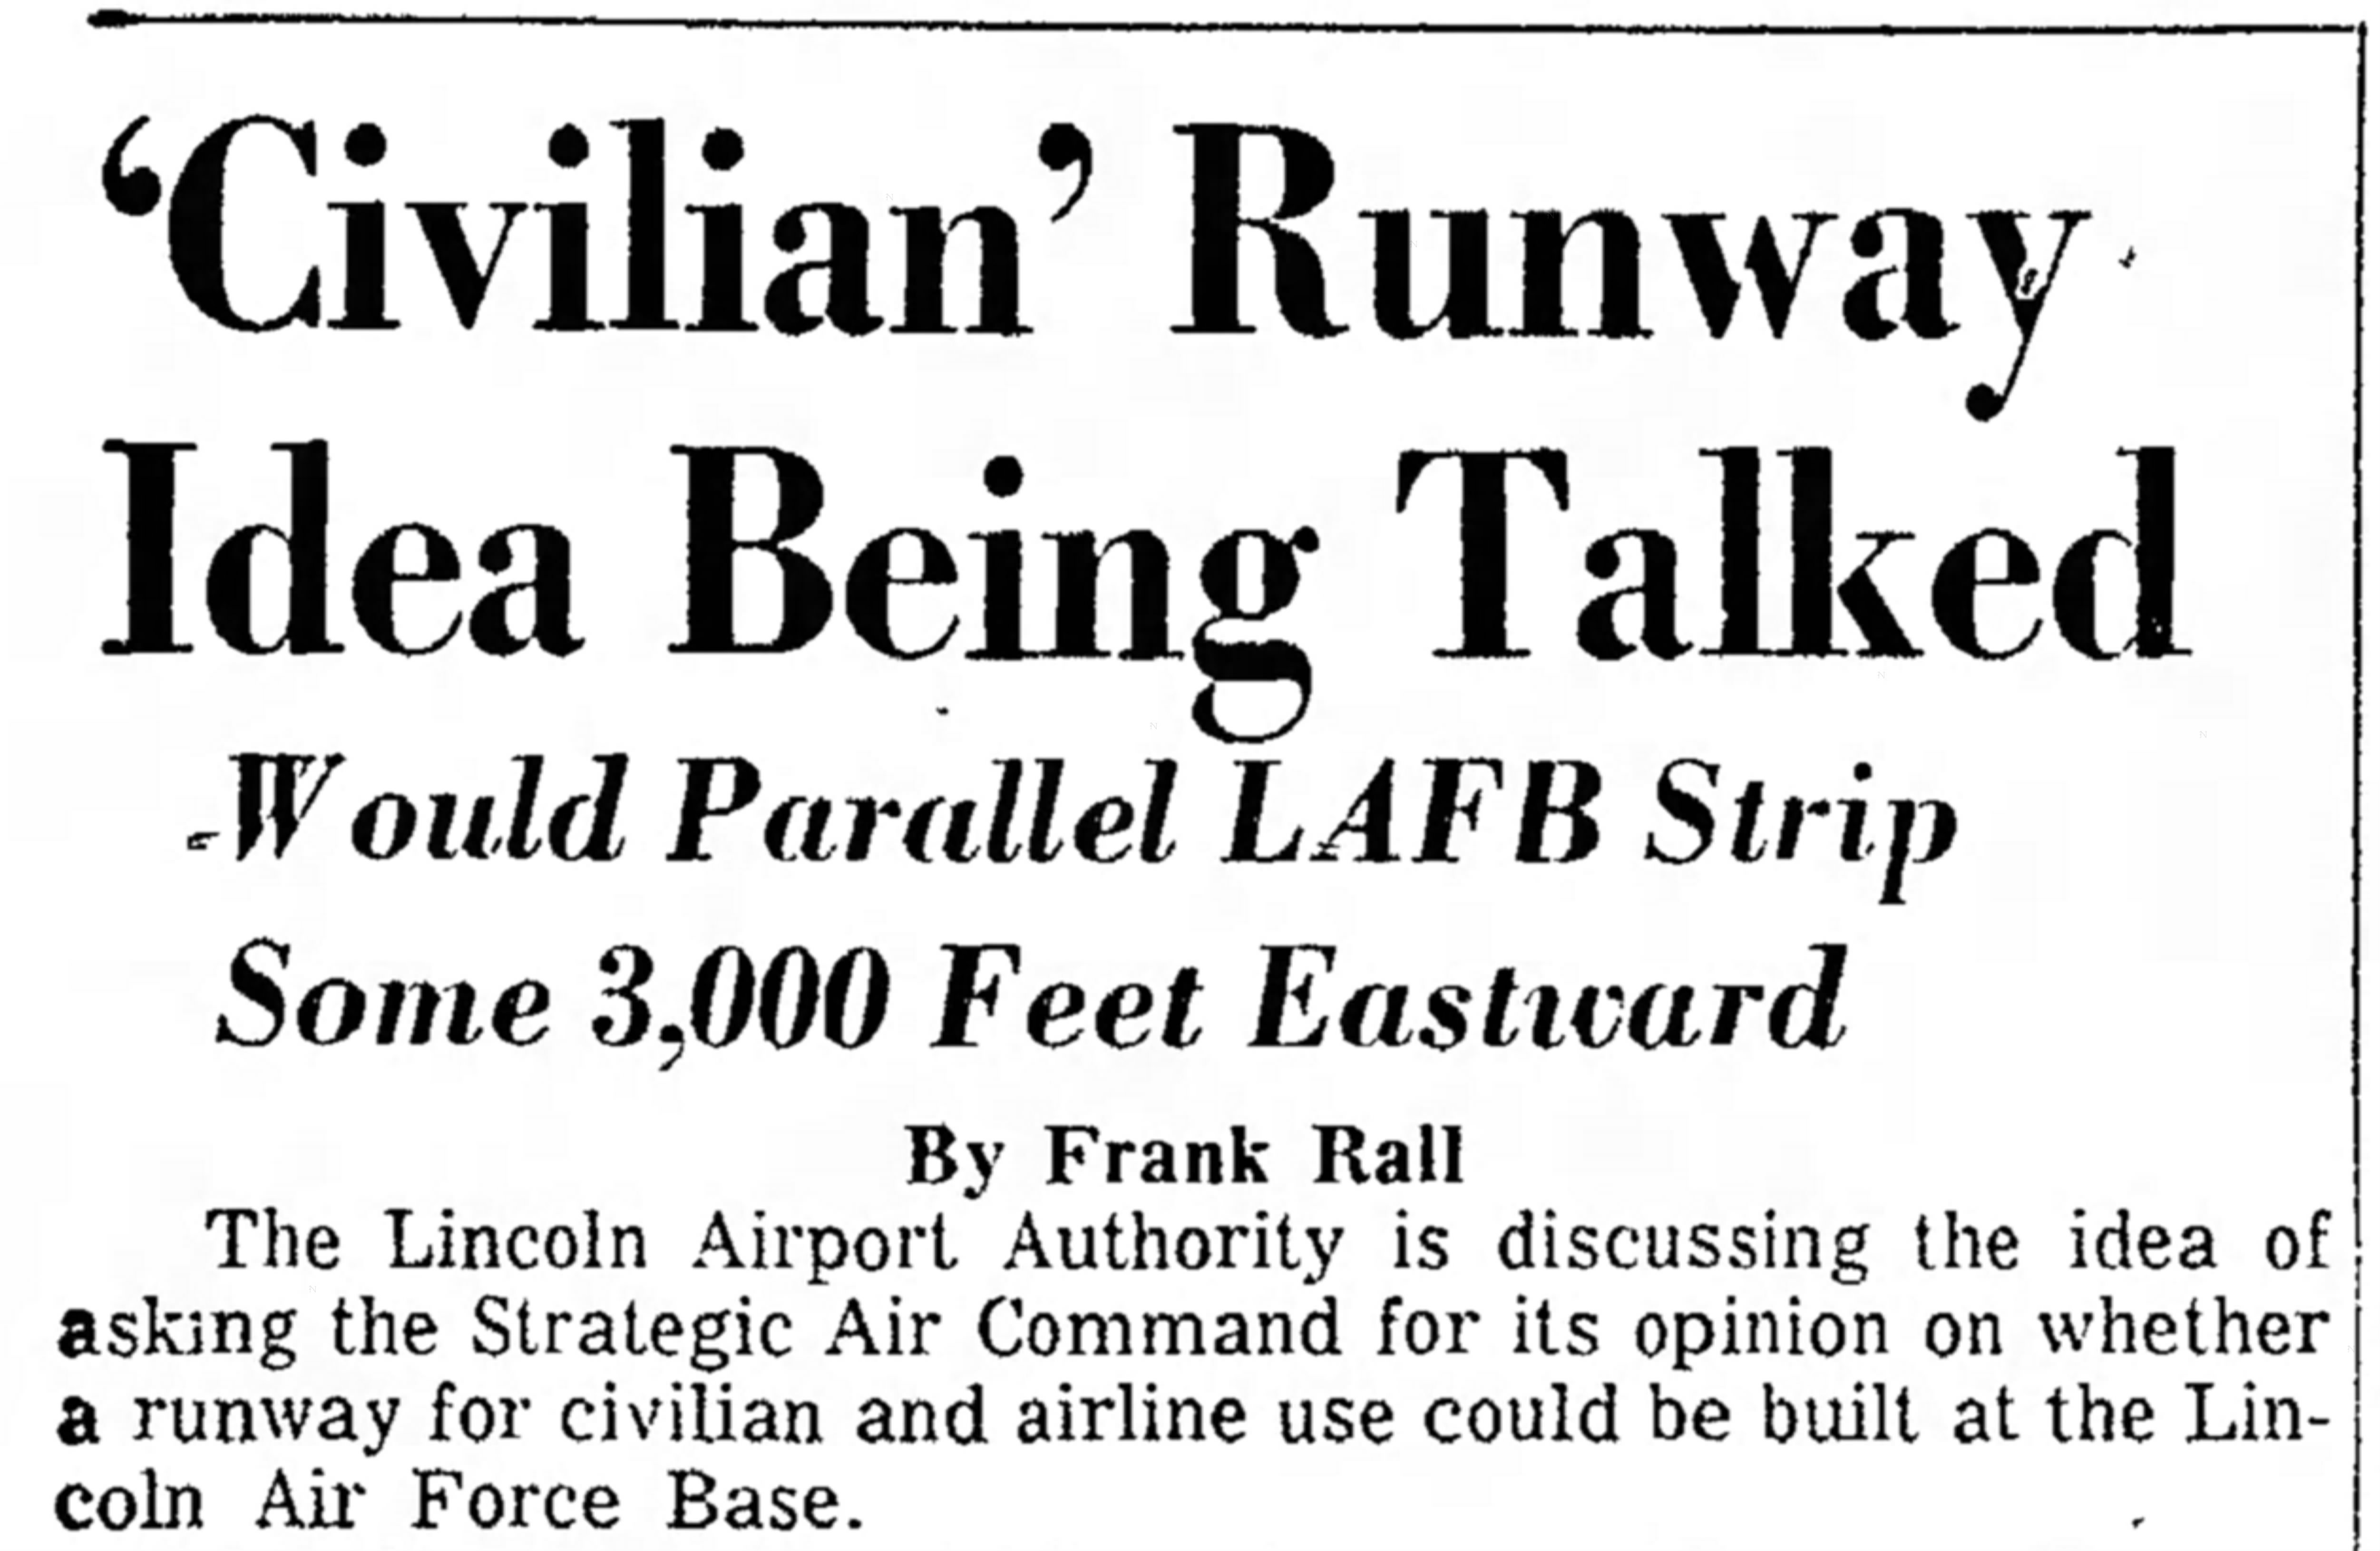 ‘Civilian’ Runway
Idea Being Talked
Would Parallel LAFB Strip
Some 3,000 Feet Eastward
By Frank Rall
The Lincoln Airport Authority is discussing the idea of
asking the Strategic Air Command for its opinion on whether
a runway for civilian and airline use could be built at the Lin-
coln Air Force Base.